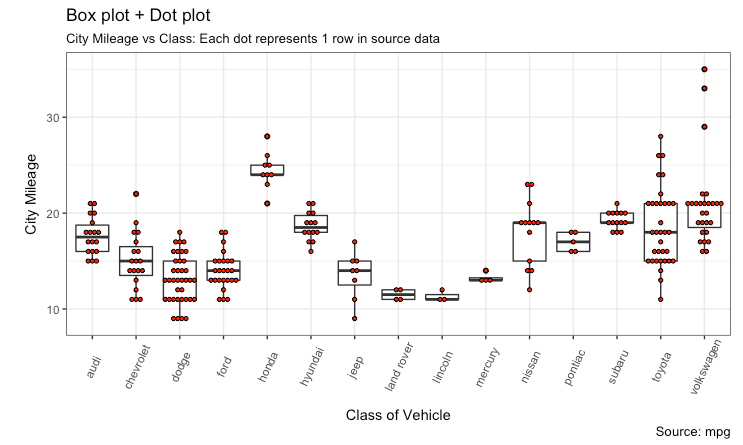 Box plot + Dot plot
City Mileage vs Class: Each dot represents 1 row in source data
City Mileage
30
20
10
audi
chevrolet
dodge
ford
honda
hyundai
jeep
land rover
lincoln
mercury
nissan
pontiac
subaru
toyota
volkswagen
Class of Vehicle
Source: mpg